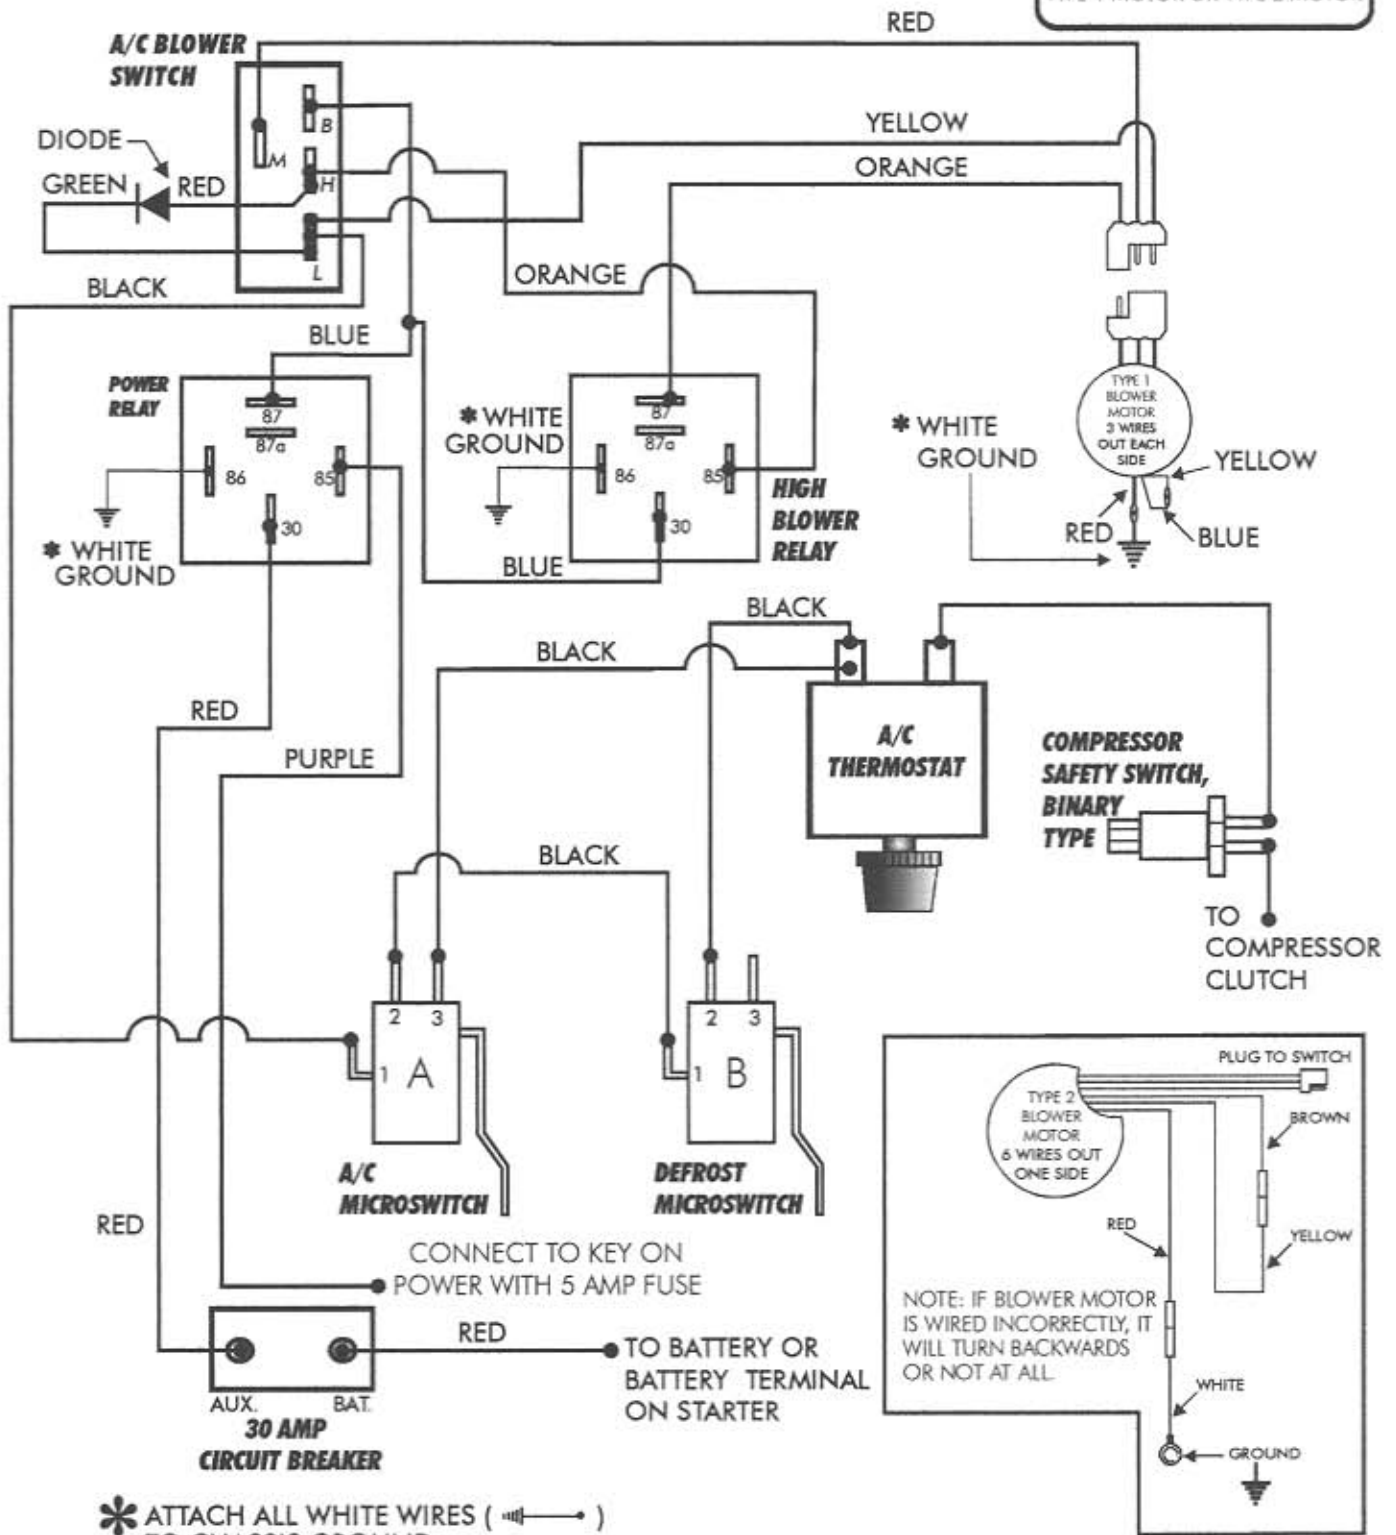 RED
A/C BLOWER
SWITCH
B
M
H
L
DIODE
GREEN
RED
YELLOW
ORANGE
BLACK
ORANGE
BLUE
POWER
RELAY
87
87a
86
85
30
* WHITE
GROUND
* WHITE
GROUND
87
87a
86
85
30
HIGH
BLOWER
RELAY
BLUE
TYPE 1
BLOWER
MOTOR
3 WIRES
OUT EACH
SIDE
* WHITE
GROUND
YELLOW
RED
BLUE
BLACK
BLACK
RED
PURPLE
A/C
THERMOSTAT
COMPRESSOR
SAFETY SWITCH,
BINARY
TYPE
TO
COMPRESSOR
CLUTCH
BLACK
2
3
1
A
2
3
1
B
A/C
MICROSWITCH
DEFROST
MICROSWITCH
RED
CONNECT TO KEY ON
POWER WITH 5 AMP FUSE
RED
TO BATTERY OR
BATTERY TERMINAL
ON STARTER
AUX.
BAT.
30 AMP
CIRCUIT BREAKER
PLUG TO SWITCH
TYPE 2
BLOWER
MOTOR
6 WIRES OUT
ONE SIDE
BROWN
RED
YELLOW
NOTE: IF BLOWER MOTOR
IS WIRED INCORRECTLY, IT
WILL TURN BACKWARDS
OR NOT AT ALL.
WHITE
GROUND
* ATTACH ALL WHITE WIRES ( )
TO CHASSIS GROUND